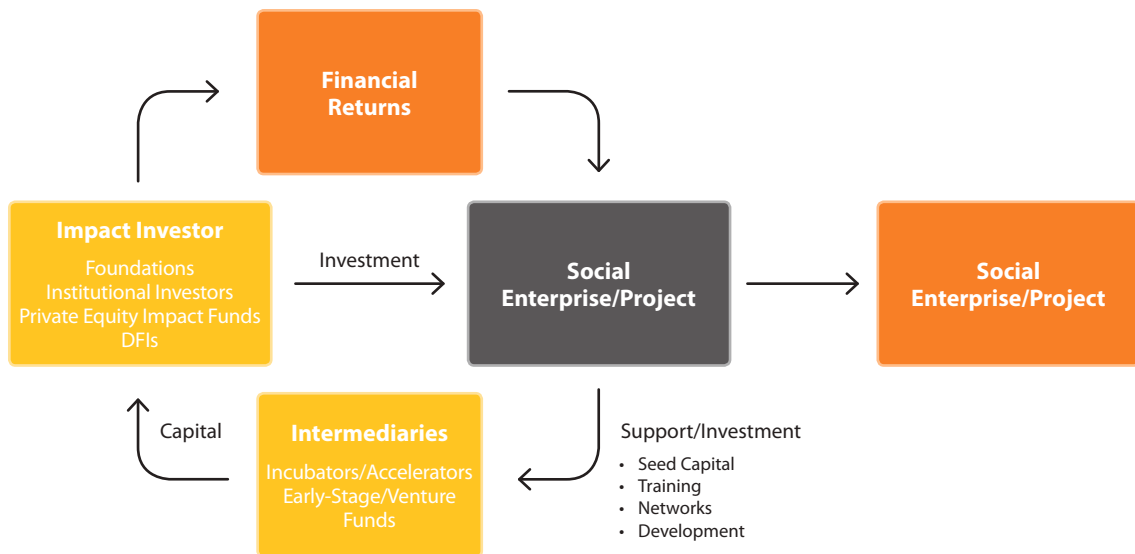 Financial
Returns
Impact Investor
Foundations
Institutional Investors
Private Equity Impact Funds
DFIs
Investment
Social
Enterprise/Project
Social
Enterprise/Project
Capital
Intermediaries
Incubators/Accelerators
Early-Stage/Venture
Funds
Support/Investment
• Seed Capital
• Training
• Networks
• Development